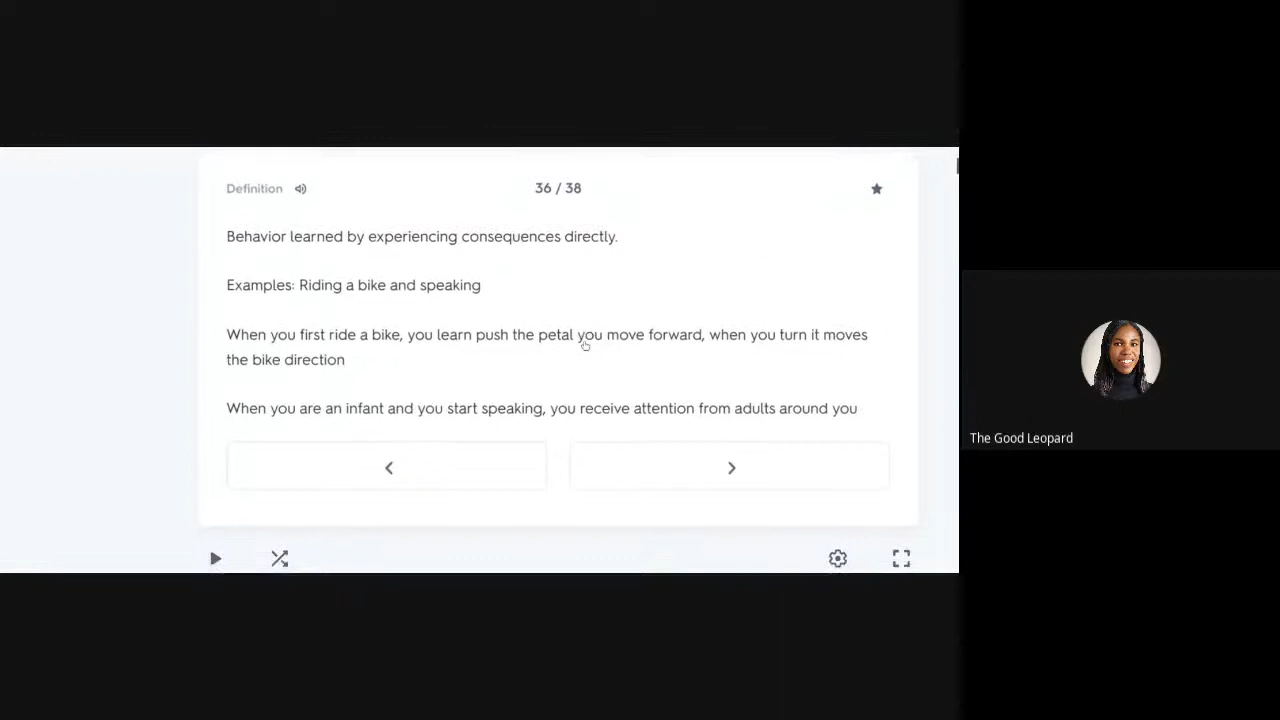 Definition
36 / 38
Behavior learned by experiencing consequences directly.
Examples: Riding a bike and speaking
When you first ride a bike, you learn push the petal you move forward, when you turn it moves
the bike direction
When you are an infant and you start speaking, you receive attention from adults around you
The Good Leopard